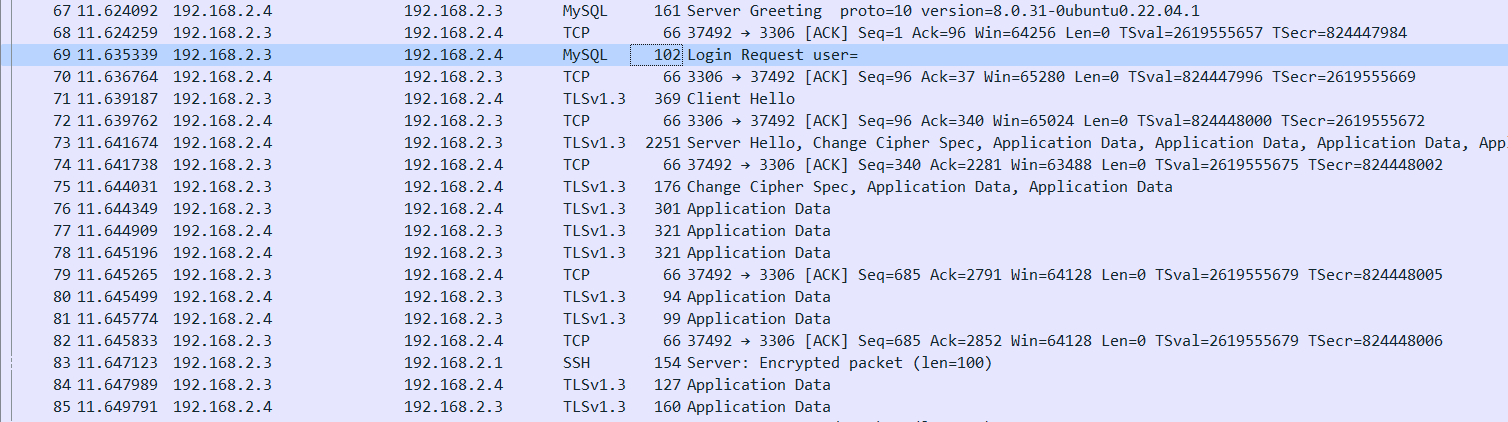 67 11.624092 192.168.2.4 192.168.2.3 MySQL 161 Server Greeting proto=10 version=8.0.31-0ubuntu0.22.04.1
68 11.624259 192.168.2.3 192.168.2.4 TCP 66 37492 → 3306 [ACK] Seq=1 Ack=96 Win=64256 Len=0 TSval=2619555657 TSecr=824447984
69 11.635339 192.168.2.3 192.168.2.4 MySQL 102 Login Request user=
70 11.636764 192.168.2.4 192.168.2.3 TCP 66 3306 → 37492 [ACK] Seq=96 Ack=37 Win=65280 Len=0 TSval=824447996 TSecr=2619555669
71 11.639187 192.168.2.3 192.168.2.4 TLSv1.3 369 Client Hello
72 11.639762 192.168.2.4 192.168.2.3 TCP 66 3306 → 37492 [ACK] Seq=96 Ack=340 Win=65024 Len=0 TSval=824448000 TSecr=2619555672
73 11.641674 192.168.2.4 192.168.2.3 TLSv1.3 2251 Server Hello, Change Cipher Spec, Application Data, Application Data, Application Data, App
74 11.641738 192.168.2.3 192.168.2.4 TCP 66 37492 → 3306 [ACK] Seq=340 Ack=2281 Win=63488 Len=0 TSval=2619555675 TSecr=824448002
75 11.644031 192.168.2.3 192.168.2.4 TLSv1.3 176 Change Cipher Spec, Application Data, Application Data
76 11.644349 192.168.2.3 192.168.2.4 TLSv1.3 301 Application Data
77 11.644909 192.168.2.4 192.168.2.3 TLSv1.3 321 Application Data
78 11.645196 192.168.2.4 192.168.2.3 TLSv1.3 321 Application Data
79 11.645265 192.168.2.3 192.168.2.4 TCP 66 37492 → 3306 [ACK] Seq=685 Ack=2791 Win=64128 Len=0 TSval=2619555679 TSecr=824448005
80 11.645499 192.168.2.4 192.168.2.3 TLSv1.3 94 Application Data
81 11.645774 192.168.2.4 192.168.2.3 TLSv1.3 99 Application Data
82 11.645833 192.168.2.3 192.168.2.4 TCP 66 37492 → 3306 [ACK] Seq=685 Ack=2852 Win=64128 Len=0 TSval=2619555679 TSecr=824448006
83 11.647123 192.168.2.3 192.168.2.1 SSH 154 Server: Encrypted packet (len=100)
84 11.647989 192.168.2.3 192.168.2.4 TLSv1.3 127 Application Data
85 11.649791 192.168.2.4 192.168.2.3 TLSv1.3 160 Application Data